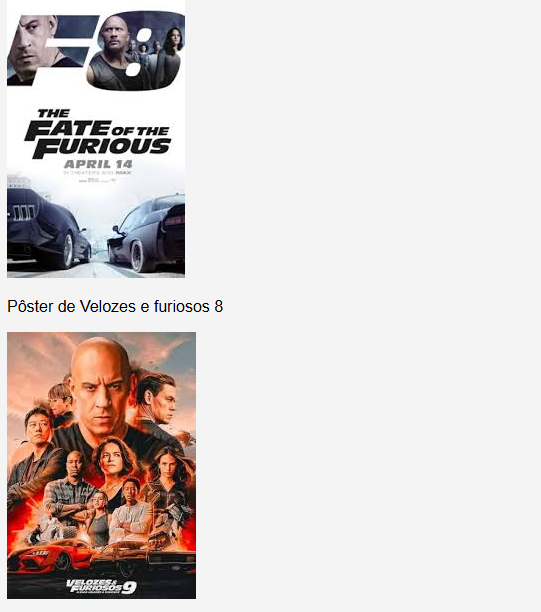 F8
THE
FATE OF THE
FURIOUS
APRIL 14
IN THEATERS AND IMAX
Pôster de Velozes e furiosos 8
VELOZES &
FURIOSOS 9